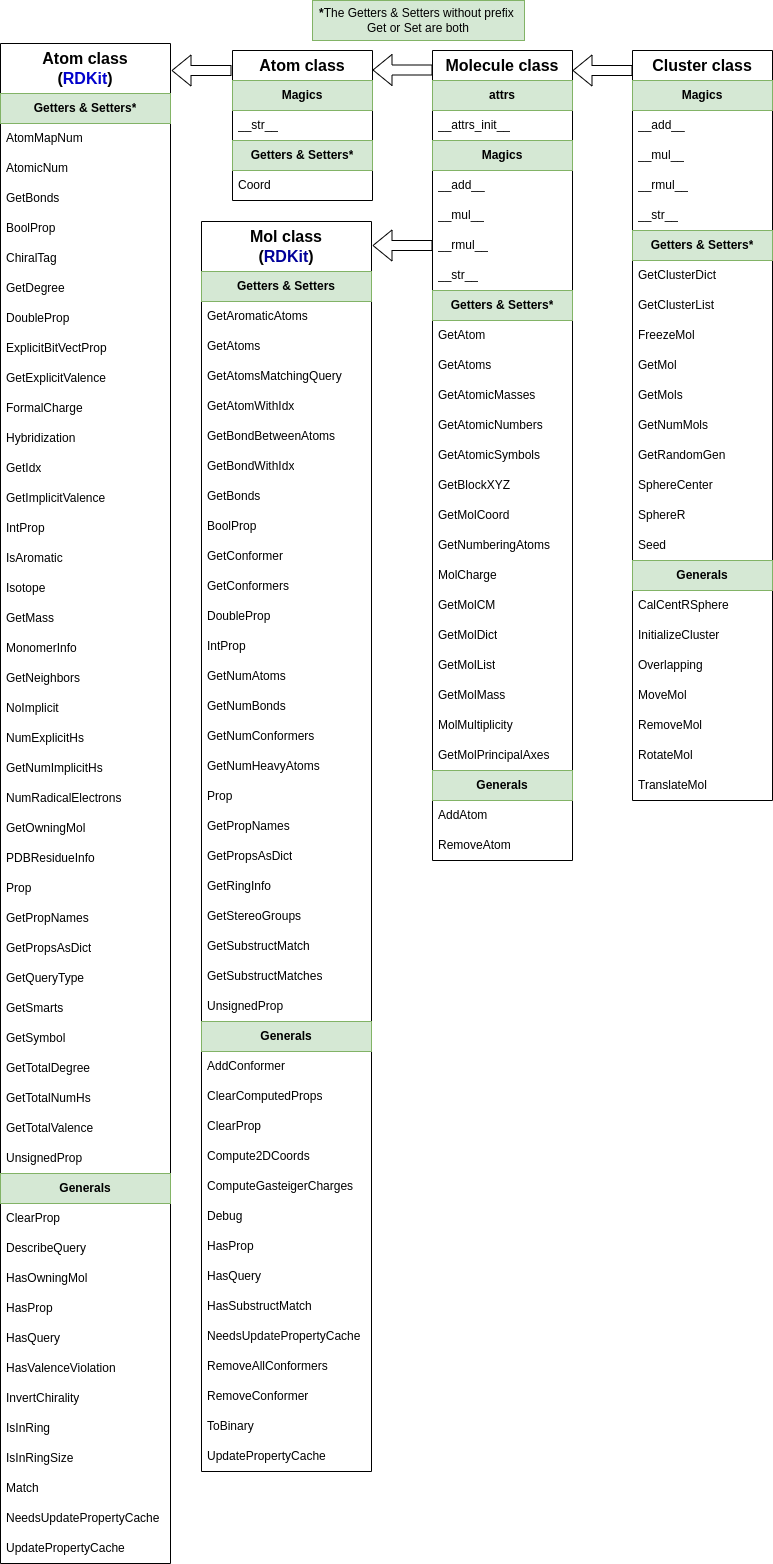 *The Getters & Setters without prefix
Get or Set are both
Atom class
(RDKit)
Getters & Setters*
AtomMapNum
AtomicNum
GetBonds
BoolProp
ChiralTag
GetDegree
DoubleProp
ExplicitBitVectProp
GetExplicitValence
FormalCharge
Hybridization
GetIdx
GetImplicitValence
IntProp
IsAromatic
Isotope
GetMass
MonomerInfo
GetNeighbors
NoImplicit
NumExplicitHs
GetNumImplicitHs
NumRadicalElectrons
GetOwningMol
PDBResidueInfo
Prop
GetPropNames
GetPropsAsDict
GetQueryType
GetSmarts
GetSymbol
GetTotalDegree
GetTotalNumHs
GetTotalValence
UnsignedProp
Generals
ClearProp
DescribeQuery
HasOwningMol
HasProp
HasQuery
HasValenceViolation
InvertChirality
IsInRing
IsInRingSize
Match
NeedsUpdatePropertyCache
UpdatePropertyCache
Atom class
Magics
__str__
Getters & Setters*
Coord
Mol class
(RDKit)
Getters & Setters
GetAromaticAtoms
GetAtoms
GetAtomsMatchingQuery
GetAtomWithIdx
GetBondBetweenAtoms
GetBondWithIdx
GetBonds
BoolProp
GetConformer
GetConformers
DoubleProp
IntProp
GetNumAtoms
GetNumBonds
GetNumConformers
GetNumHeavyAtoms
Prop
GetPropNames
GetPropsAsDict
GetRingInfo
GetStereoGroups
GetSubstructMatch
GetSubstructMatches
UnsignedProp
Generals
AddConformer
ClearComputedProps
ClearProp
Compute2DCoords
ComputeGasteigerCharges
Debug
HasProp
HasQuery
HasSubstructMatch
NeedsUpdatePropertyCache
RemoveAllConformers
RemoveConformer
ToBinary
UpdatePropertyCache
Molecule class
attrs
__attrs_init__
Magics
__add__
__mul__
__rmul__
__str__
Getters & Setters*
GetAtom
GetAtoms
GetAtomicMasses
GetAtomicNumbers
GetAtomicSymbols
GetBlockXYZ
GetMolCoord
GetNumberingAtoms
MolCharge
GetMolCM
GetMolDict
GetMolList
GetMolMass
MolMultiplicity
GetMolPrincipalAxes
Generals
AddAtom
RemoveAtom
Cluster class
Magics
__add__
__mul__
__rmul__
__str__
Getters & Setters*
GetClusterDict
GetClusterList
FreezeMol
GetMol
GetMols
GetNumMols
GetRandomGen
SphereCenter
SphereR
Seed
Generals
CalCentRSphere
InitializeCluster
Overlapping
MoveMol
RemoveMol
RotateMol
TranslateMol